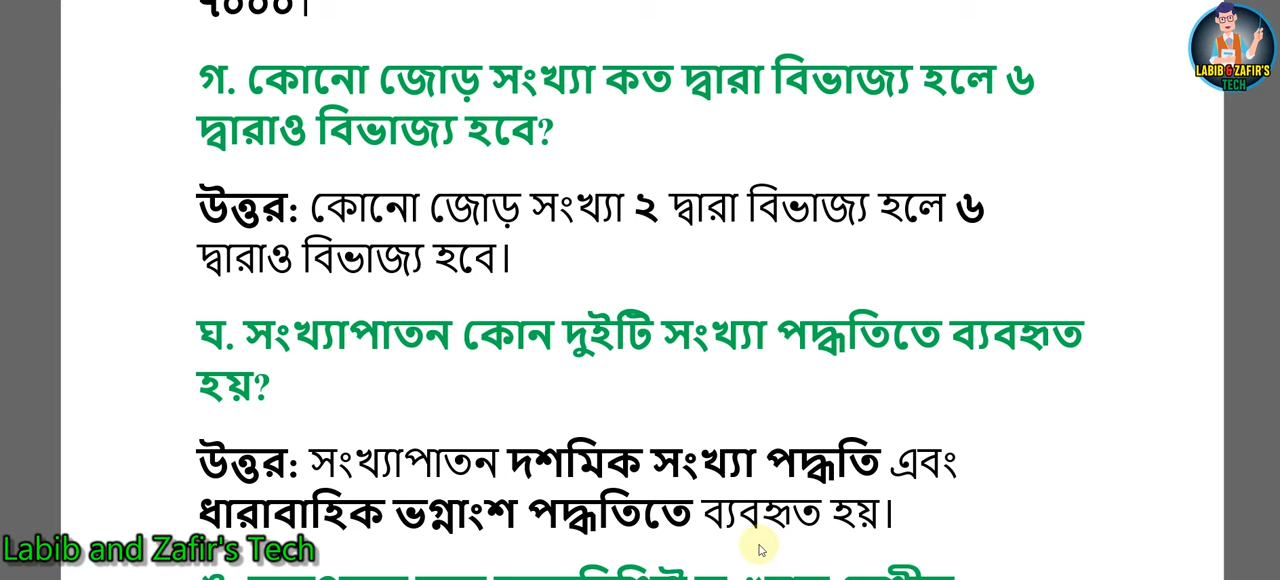 ৭০০০।
গ. কোনো জোড় সংখ্যা কত দ্বারা বিভাজ্য হলে ৬
দ্বারাও বিভাজ্য হবে?
উত্তর: কোনো জোড় সংখ্যা ২ দ্বারা বিভাজ্য হলে ৬
দ্বারাও বিভাজ্য হবে।
ঘ. সংখ্যাপাতন কোন দুইটি সংখ্যা পদ্ধতিতে ব্যবহৃত
হয়?
উত্তর: সংখ্যাপাতন দশমিক সংখ্যা পদ্ধতি এবং
ধারাবাহিক ভগ্নাংশ পদ্ধতিতে ব্যবহৃত হয়।
LABIB & ZAFIR'S
TECH
Labib and Zafir's Tech